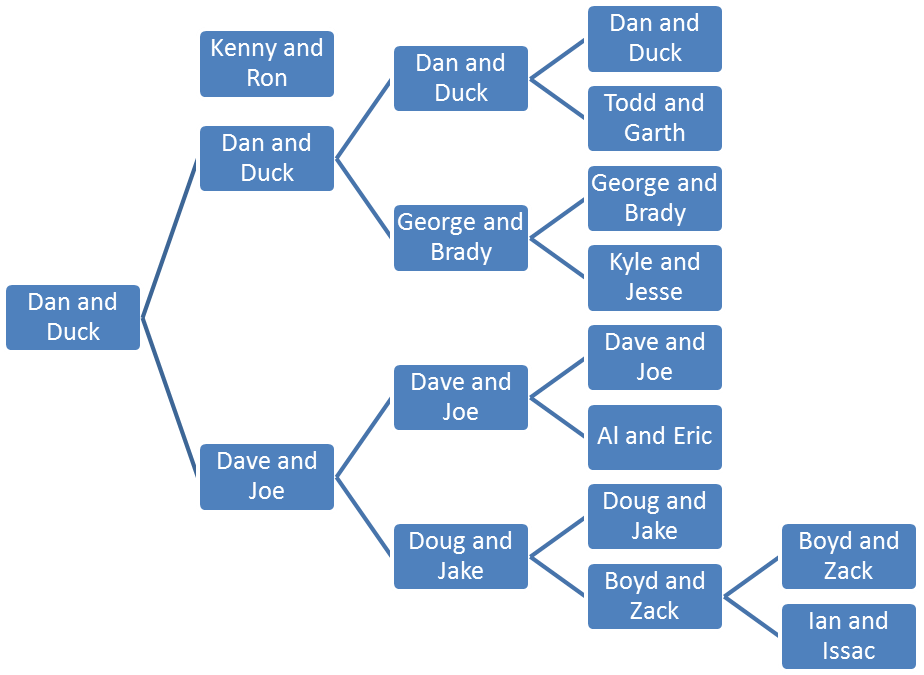 Dan and
Duck
Kenny and
Ron
Dan and
Duck
Dave and
Joe
Dan and
Duck
George and
Brady
Dave and
Joe
Doug and
Jake
Dan and
Duck
Todd and
Garth
George and
Brady
Kyle and
Jesse
Dave and
Joe
Al and Eric
Doug and
Jake
Boyd and
Zack
Boyd and
Zack
Ian and
Issac